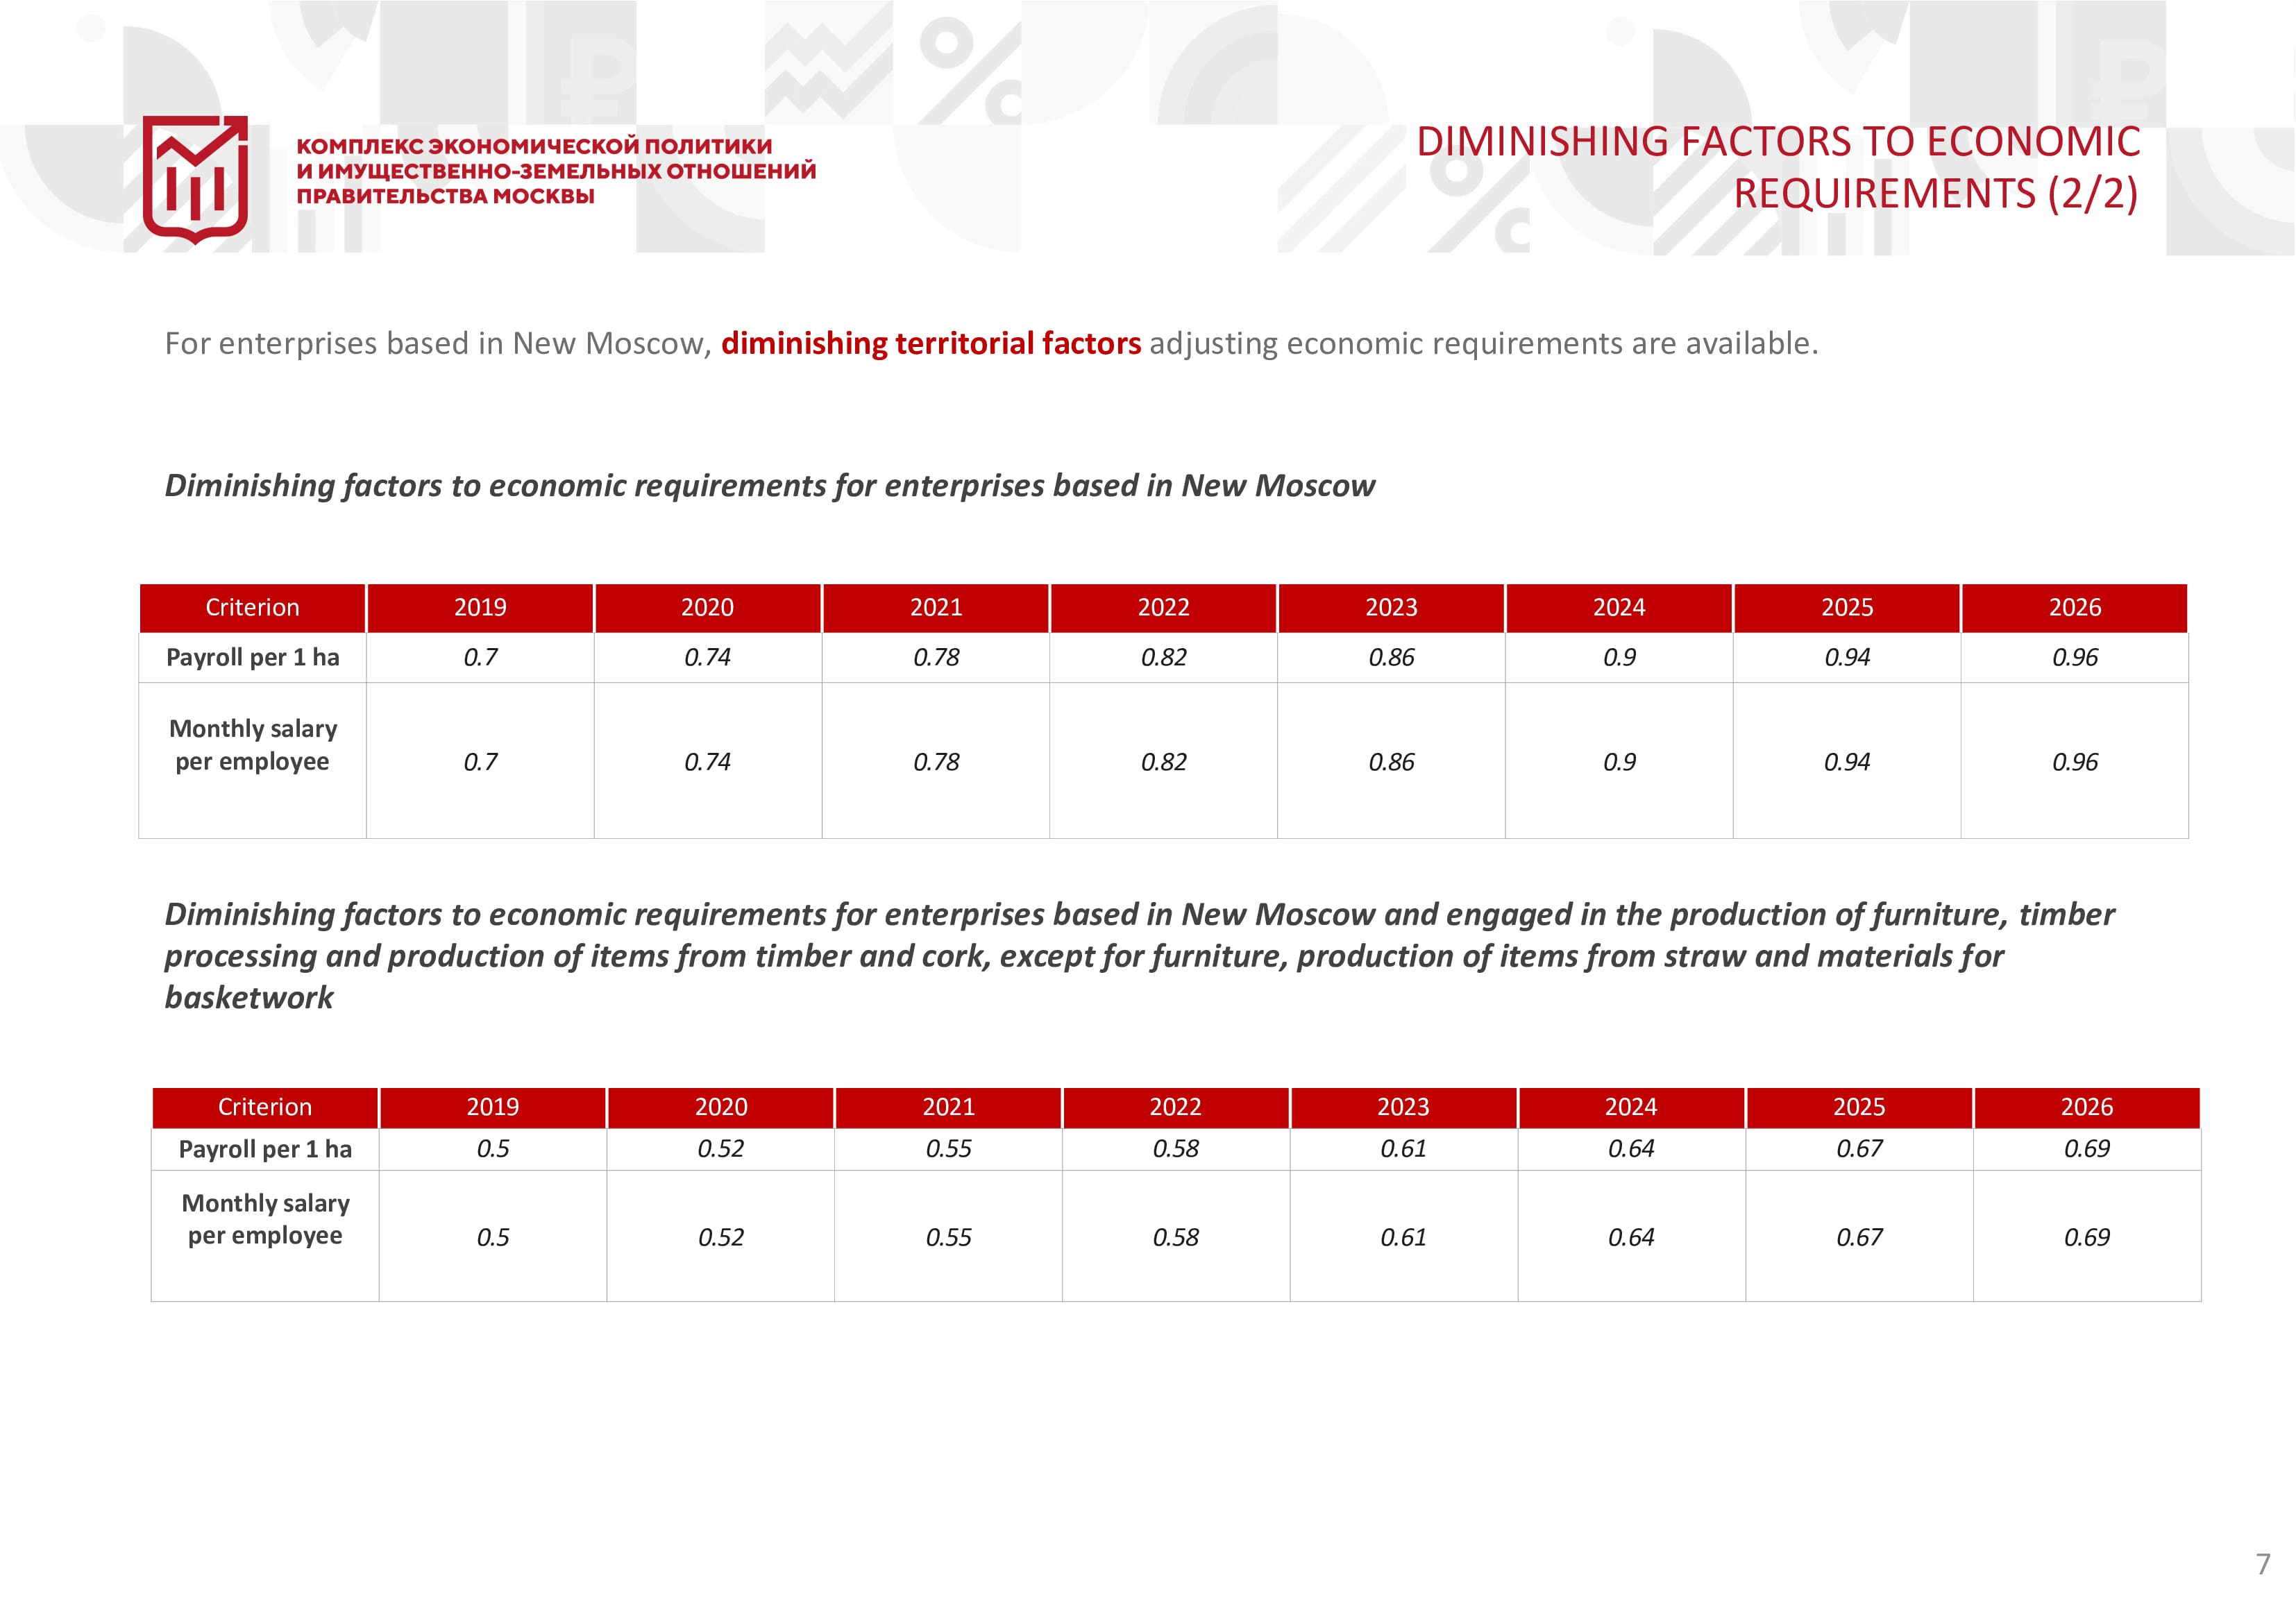 КОМПЛЕКС ЭКОНОМИЧЕСКОЙ ПОЛИТИКИ
И ИМУЩЕСТВЕННО-ЗЕМЕЛЬНЫХ ОТНОШЕНИЙ
ПРАВИТЕЛЬСТВА МОСКВЫ
DIMINISHING FACTORS TO ECONOMIC
REQUIREMENTS (2/2)
For enterprises based in New Moscow, diminishing territorial factors adjusting economic requirements are available.
Diminishing factors to economic requirements for enterprises based in New Moscow
Criterion 2019 2020 2021 2022 2023 2024 2025 2026
Payroll per 1 ha 0.7 0.74 0.78 0.82 0.86 0.9 0.94 0.96
Monthly salary
per employee 0.7 0.74 0.78 0.82 0.86 0.9 0.94 0.96
Diminishing factors to economic requirements for enterprises based in New Moscow and engaged in the production of furniture, timber
processing and production of items from timber and cork, except for furniture, production of items from straw and materials for
basketwork
Criterion 2019 2020 2021 2022 2023 2024 2025 2026
Payroll per 1 ha 0.5 0.52 0.55 0.58 0.61 0.64 0.67 0.69
Monthly salary
per employee 0.5 0.52 0.55 0.58 0.61 0.64 0.67 0.69
7